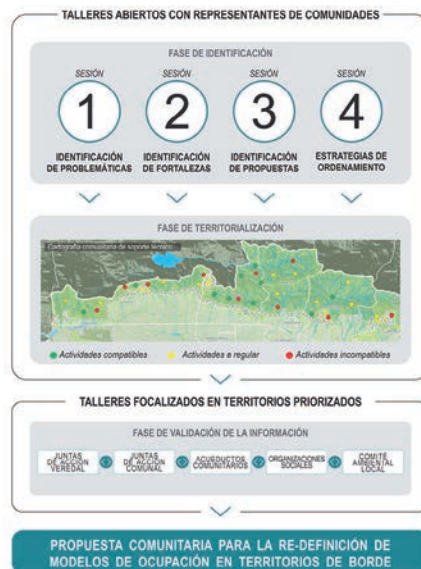 TALLERES ABIERTOS CON REPRESENTANTES DE COMUNIDADES
FASE DE IDENTIFICACIÓN
SESIÓN SESIÓN SESIÓN SESIÓN
1 2 3 4
IDENTIFICACIÓN
DE PROBLEMÁTICAS
IDENTIFICACIÓN
DE FORTALEZAS
IDENTIFICACIÓN
DE PROPUESTAS
ESTRATEGIAS DE
ORDENAMIENTO
FASE DE TERRITORIALIZACIÓN
Cartografía comunitaria de soporte técnico
Actividades compatibles Actividades a regular Actividades incompatibles
TALLERES FOCALIZADOS EN TERRITORIOS PRIORIZADOS
FASE DE VALIDACIÓN DE LA INFORMACIÓN
JUNTAS
DE ACCIÓN
VEREDAL
JUNTAS
DE ACCIÓN
COMUNAL
ACUEDUCTOS
COMUNITARIOS
ORGANIZACIONES
SOCIALES
COMITÉ
AMBIENTAL
LOCAL
PROPUESTA COMUNITARIA PARA LA RE-DEFINICIÓN DE
MODELOS DE OCUPACIÓN EN TERRITORIOS DE BORDE